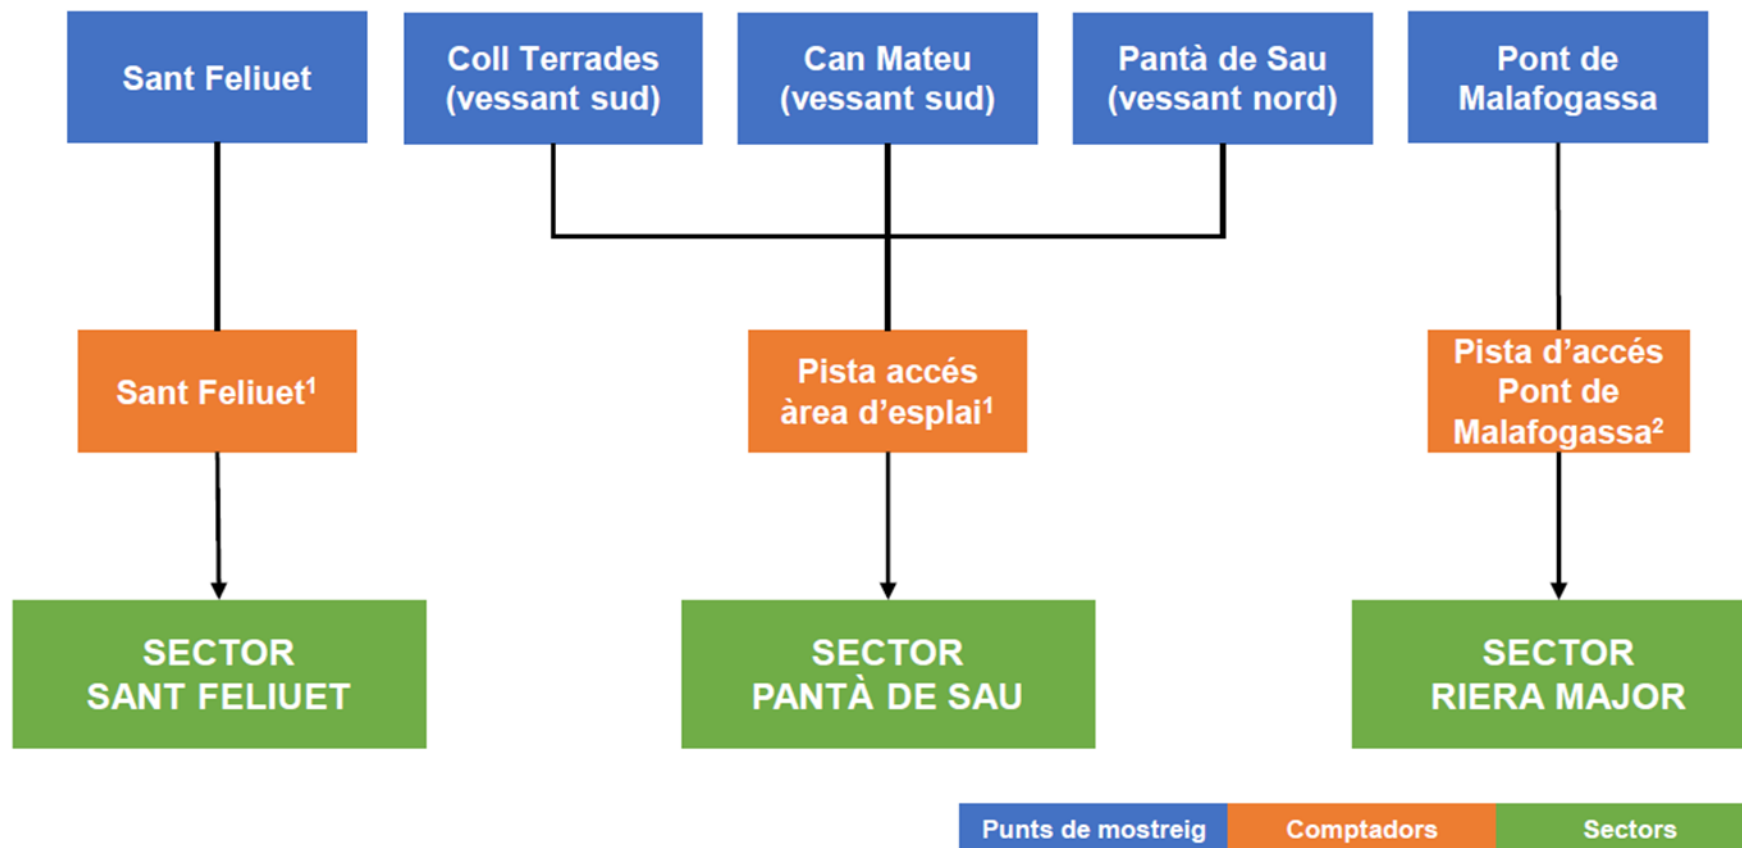 Sant Feliuet
Coll Terrades
(vessant sud)
Can Mateu
(vessant sud)
Pantà de Sau
(vessant nord)
Pont de
Malafogassa
Sant Feliuet¹
Pista accés
àrea d’esplai¹
Pista d’accés
Pont de
Malafogassa²
SECTOR
SANT FELIUET
SECTOR
PANTÀ DE SAU
SECTOR
RIERA MAJOR
Punts de mostreig
Comptadors
Sectors